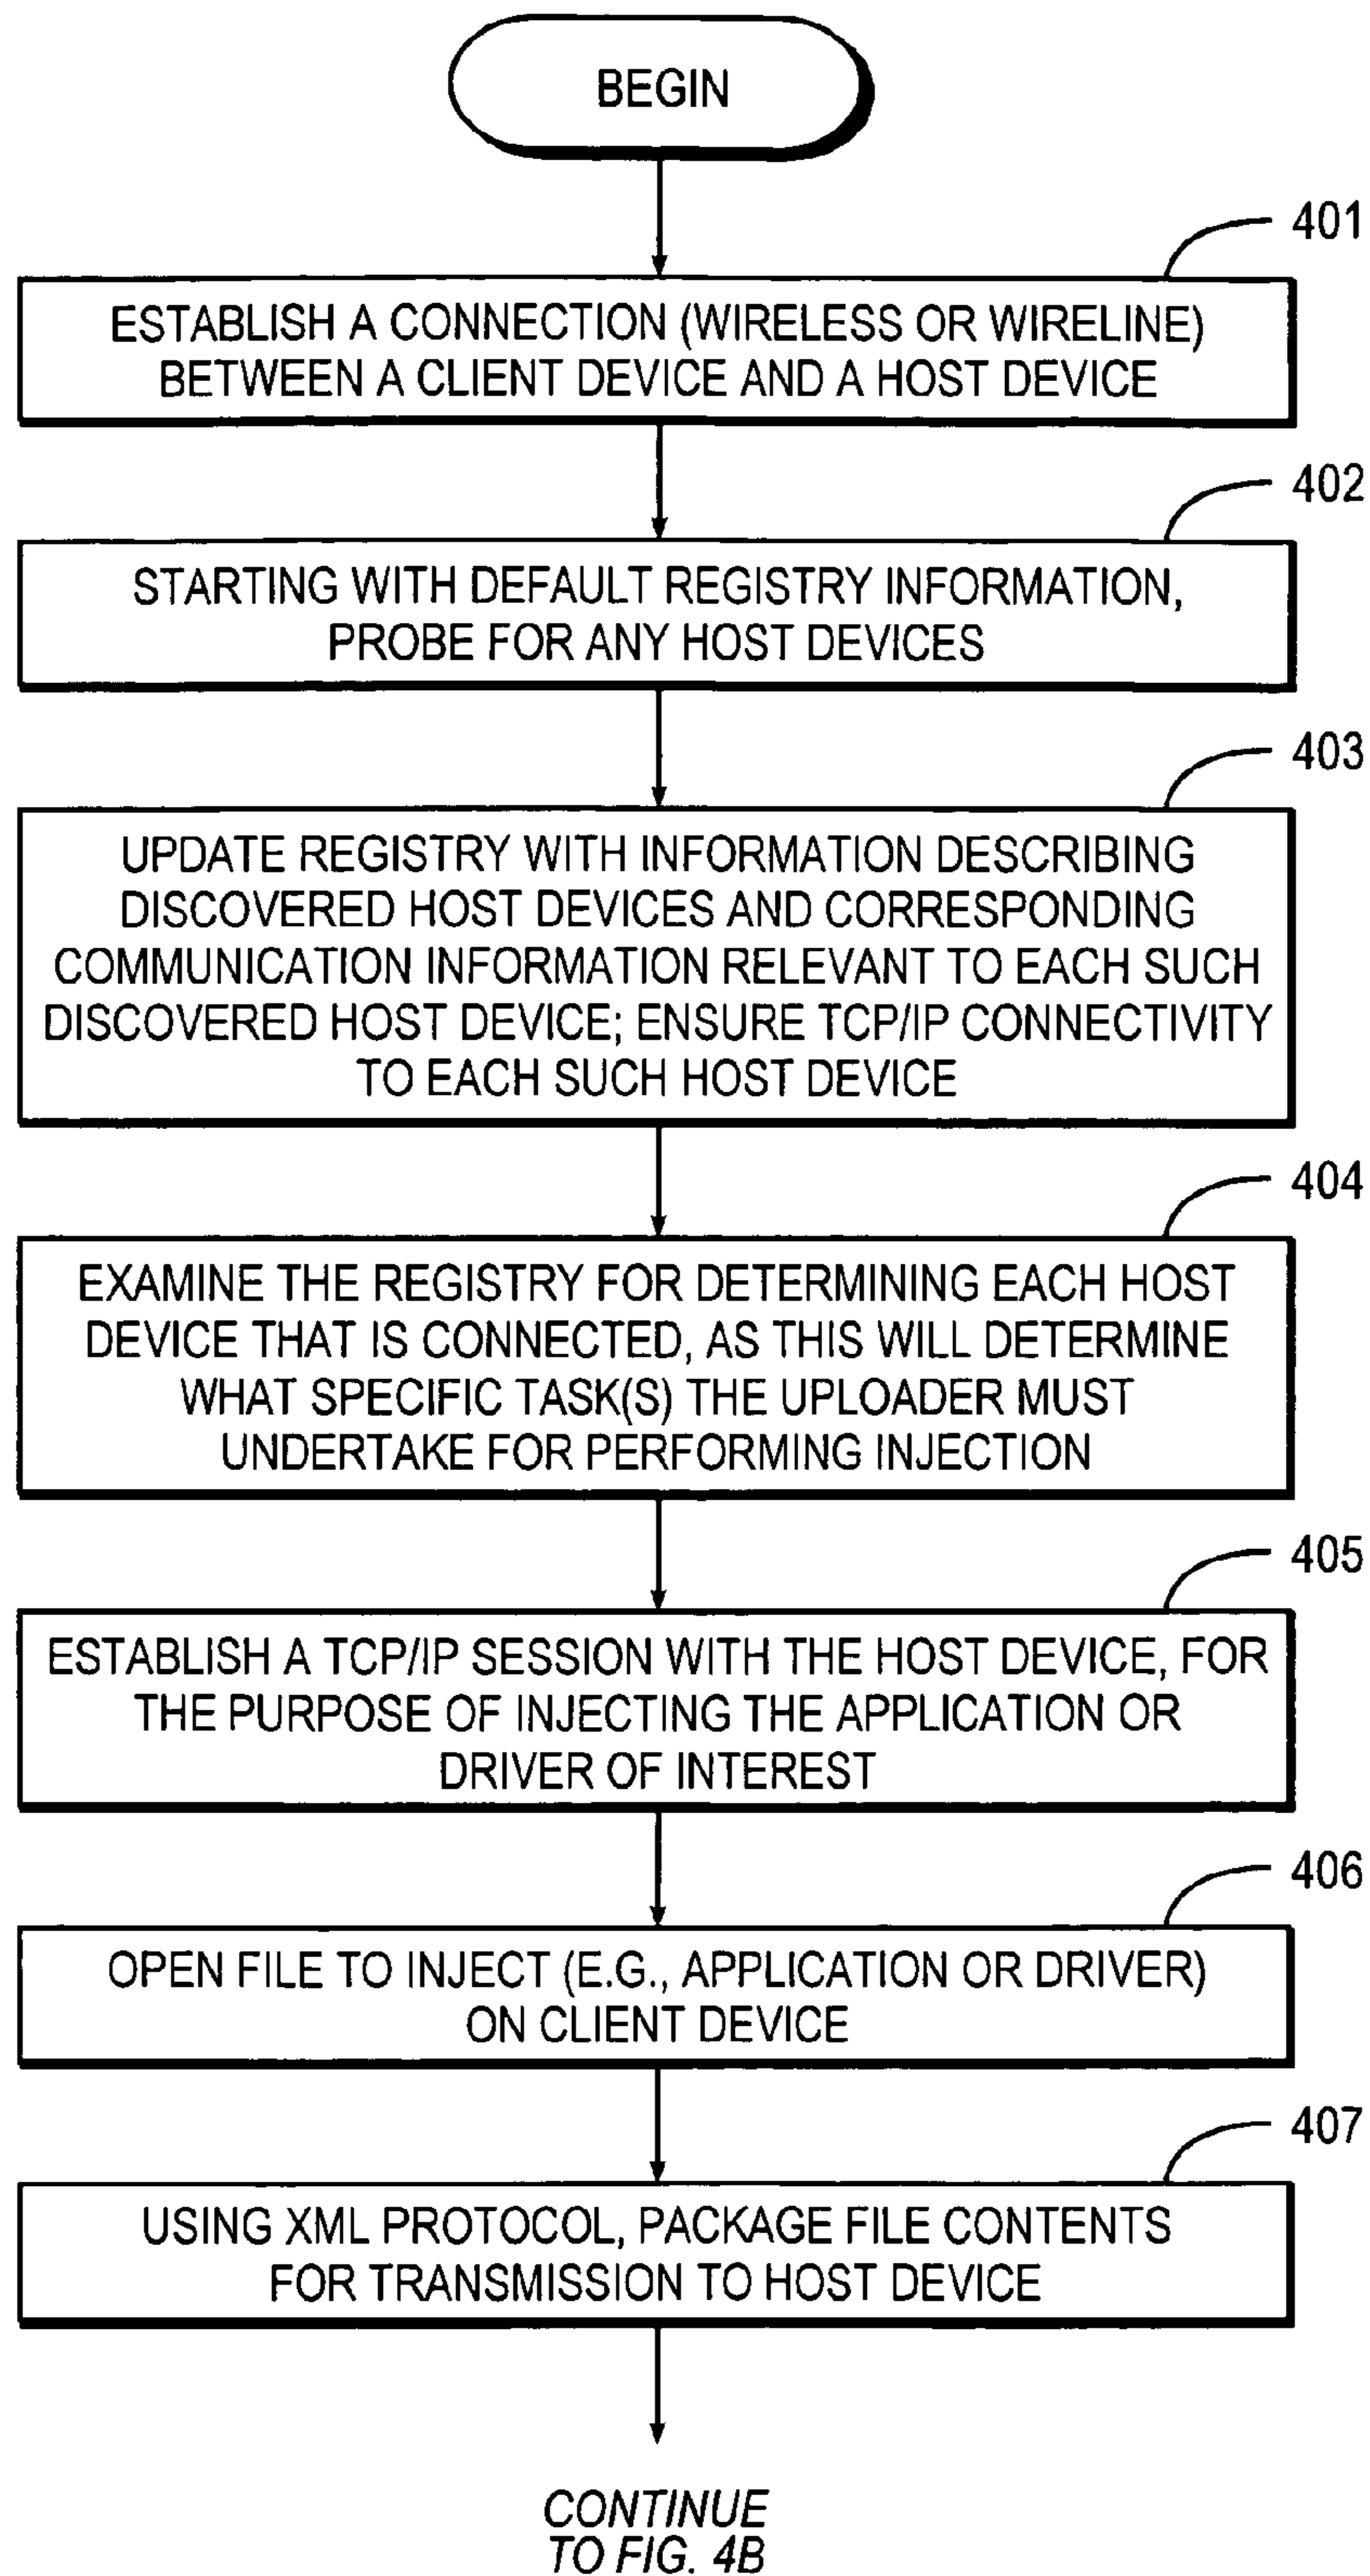 BEGIN
401
ESTABLISH A CONNECTION (WIRELESS OR WIRELINE)
BETWEEN A CLIENT DEVICE AND A HOST DEVICE
402
STARTING WITH DEFAULT REGISTRY INFORMATION,
PROBE FOR ANY HOST DEVICES
403
UPDATE REGISTRY WITH INFORMATION DESCRIBING
DISCOVERED HOST DEVICES AND CORRESPONDING
COMMUNICATION INFORMATION RELEVANT TO EACH SUCH
DISCOVERED HOST DEVICE; ENSURE TCP/IP CONNECTIVITY
TO EACH SUCH HOST DEVICE
404
EXAMINE THE REGISTRY FOR DETERMINING EACH HOST
DEVICE THAT IS CONNECTED, AS THIS WILL DETERMINE
WHAT SPECIFIC TASK(S) THE UPLOADER MUST
UNDERTAKE FOR PERFORMING INJECTION
405
ESTABLISH A TCP/IP SESSION WITH THE HOST DEVICE, FOR
THE PURPOSE OF INJECTING THE APPLICATION OR
DRIVER OF INTEREST
406
OPEN FILE TO INJECT (E.G., APPLICATION OR DRIVER)
ON CLIENT DEVICE
407
USING XML PROTOCOL, PACKAGE FILE CONTENTS
FOR TRANSMISSION TO HOST DEVICE
CONTINUE
TO FIG. 4B